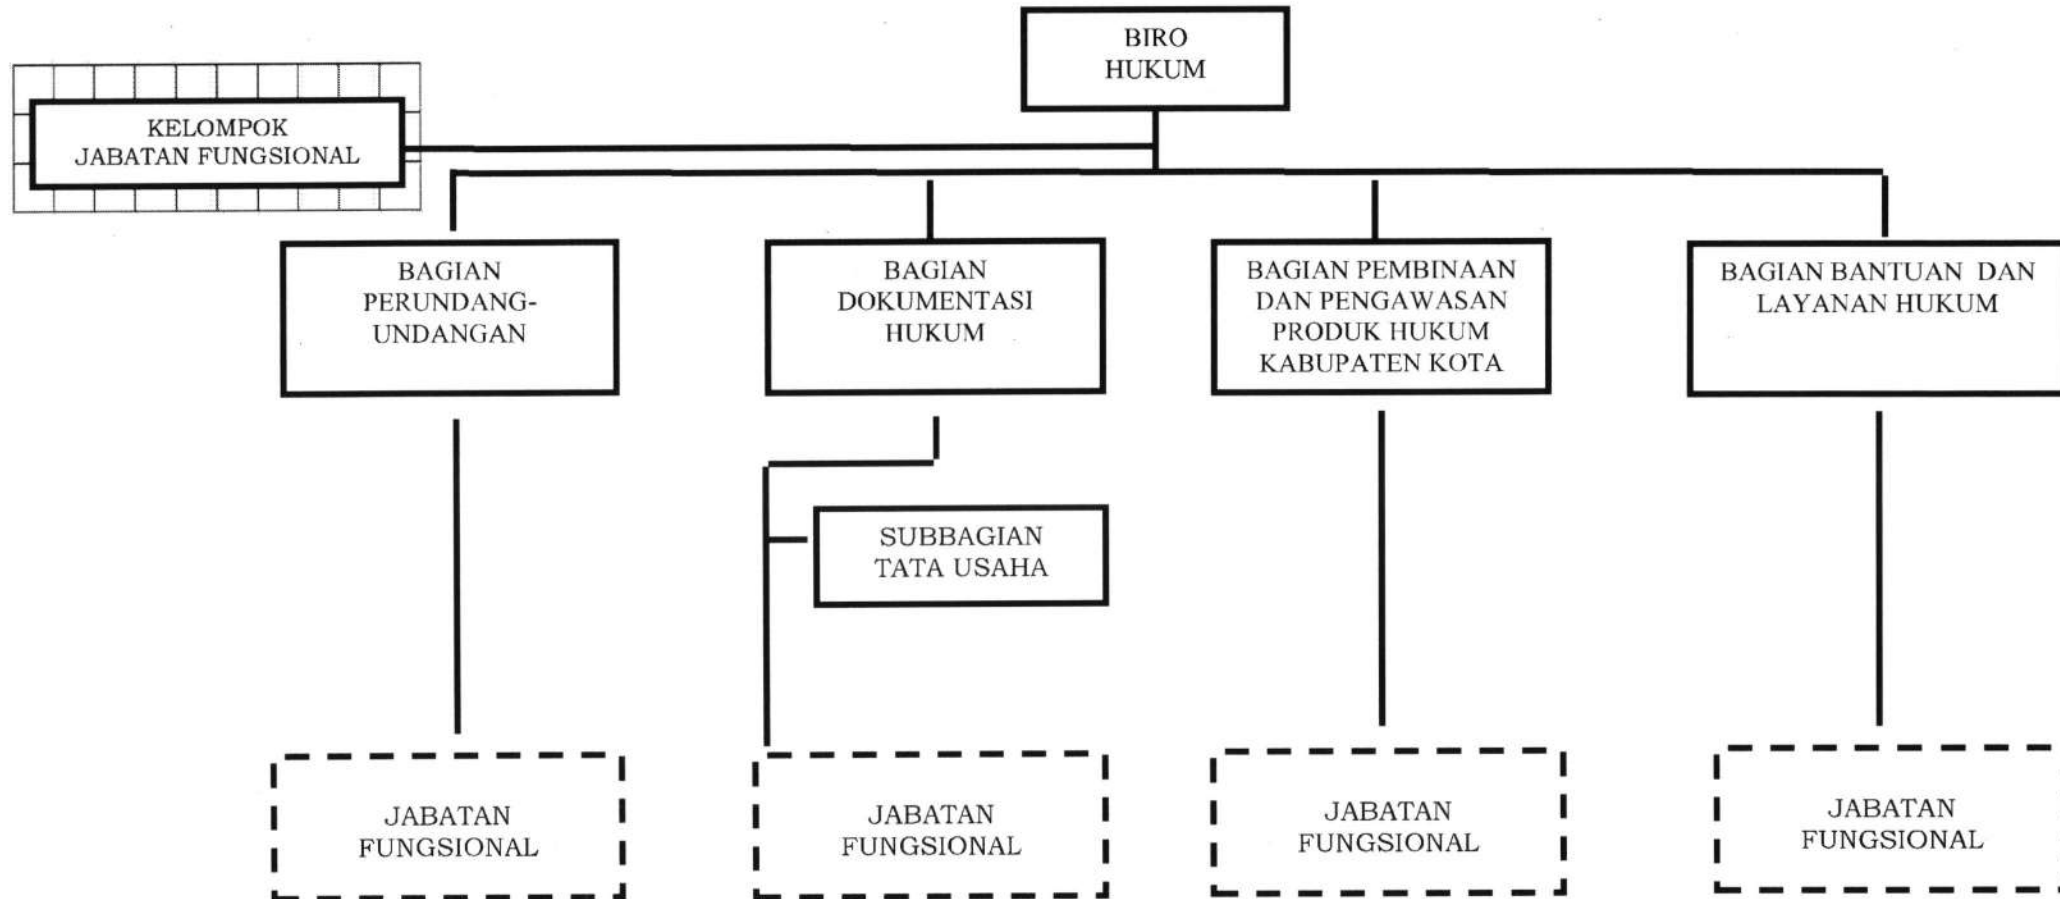 BIRO
HUKUM
KELOMPOK
JABATAN FUNGSIONAL
BAGIAN
PERUNDANG-
UNDANGAN
BAGIAN
DOKUMENTASI
HUKUM
BAGIAN PEMBINAAN
DAN PENGAWASAN
PRODUK HUKUM
KABUPATEN KOTA
BAGIAN BANTUAN DAN
LAYANAN HUKUM
SUBBAGIAN
TATA USAHA
JABATAN
FUNGSIONAL
JABATAN
FUNGSIONAL
JABATAN
FUNGSIONAL
JABATAN
FUNGSIONAL